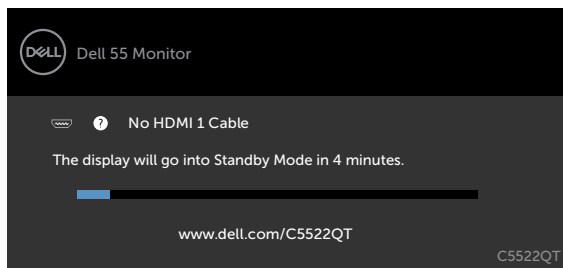 DELL
Dell 55 Monitor
? No HDMI 1 Cable
The display will go into Standby Mode in 4 minutes.
www.dell.com/C5522QT
C5522QT